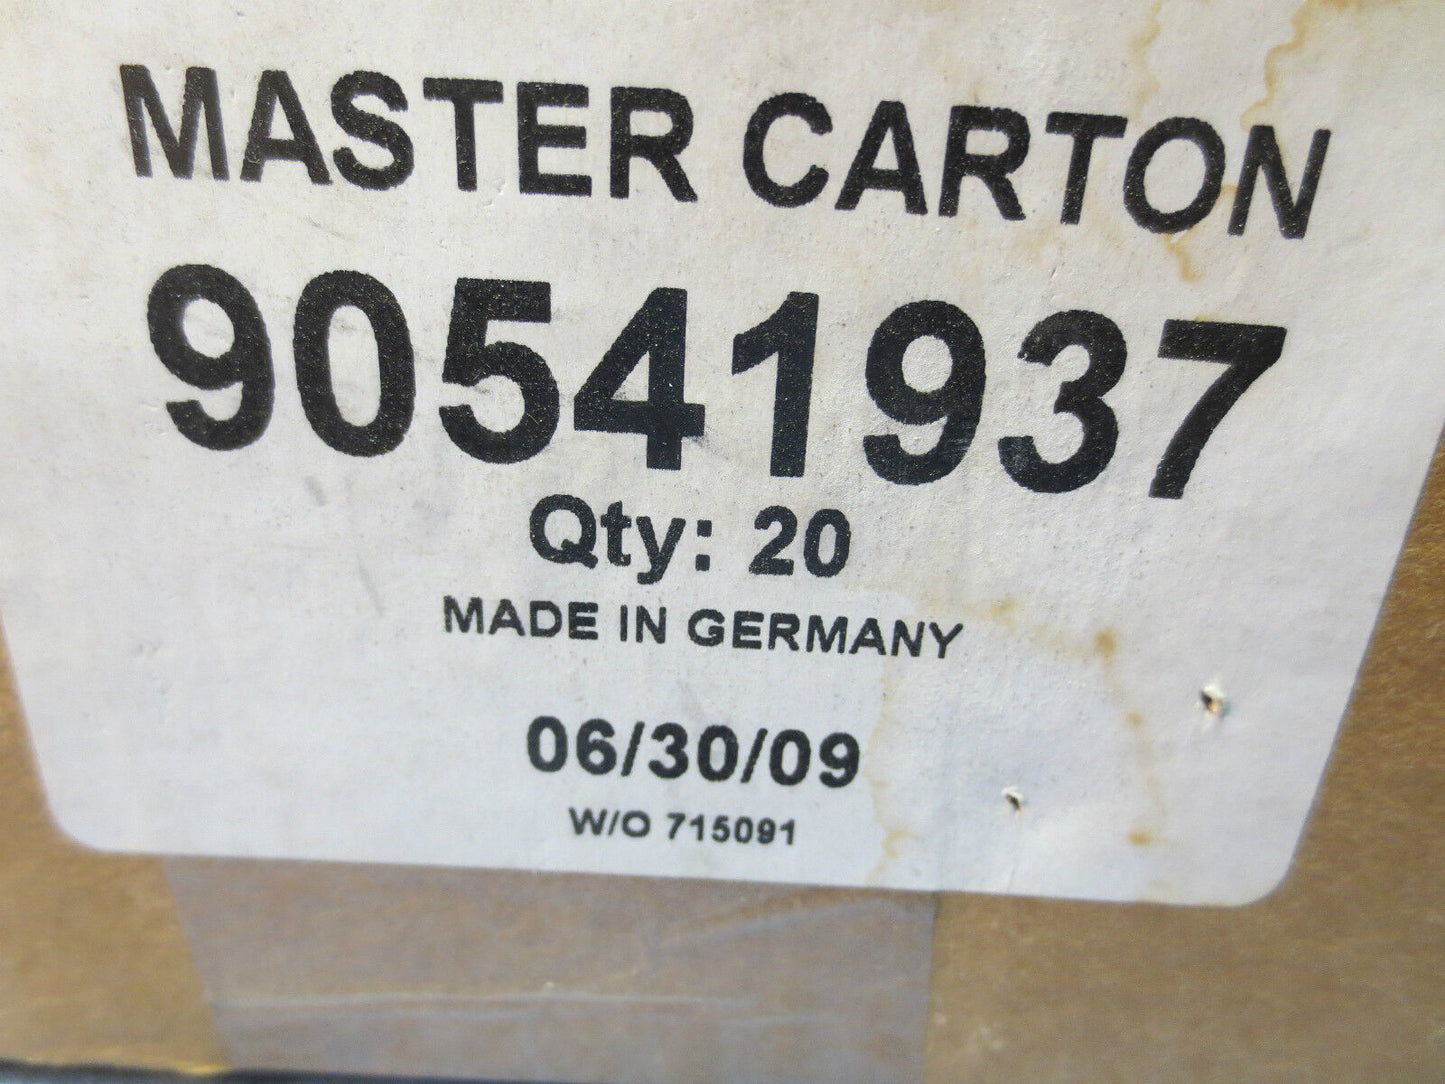 MASTER CARTON
90541937
Qty: 20
MADE IN GERMANY
06/30/09
W/O 715091